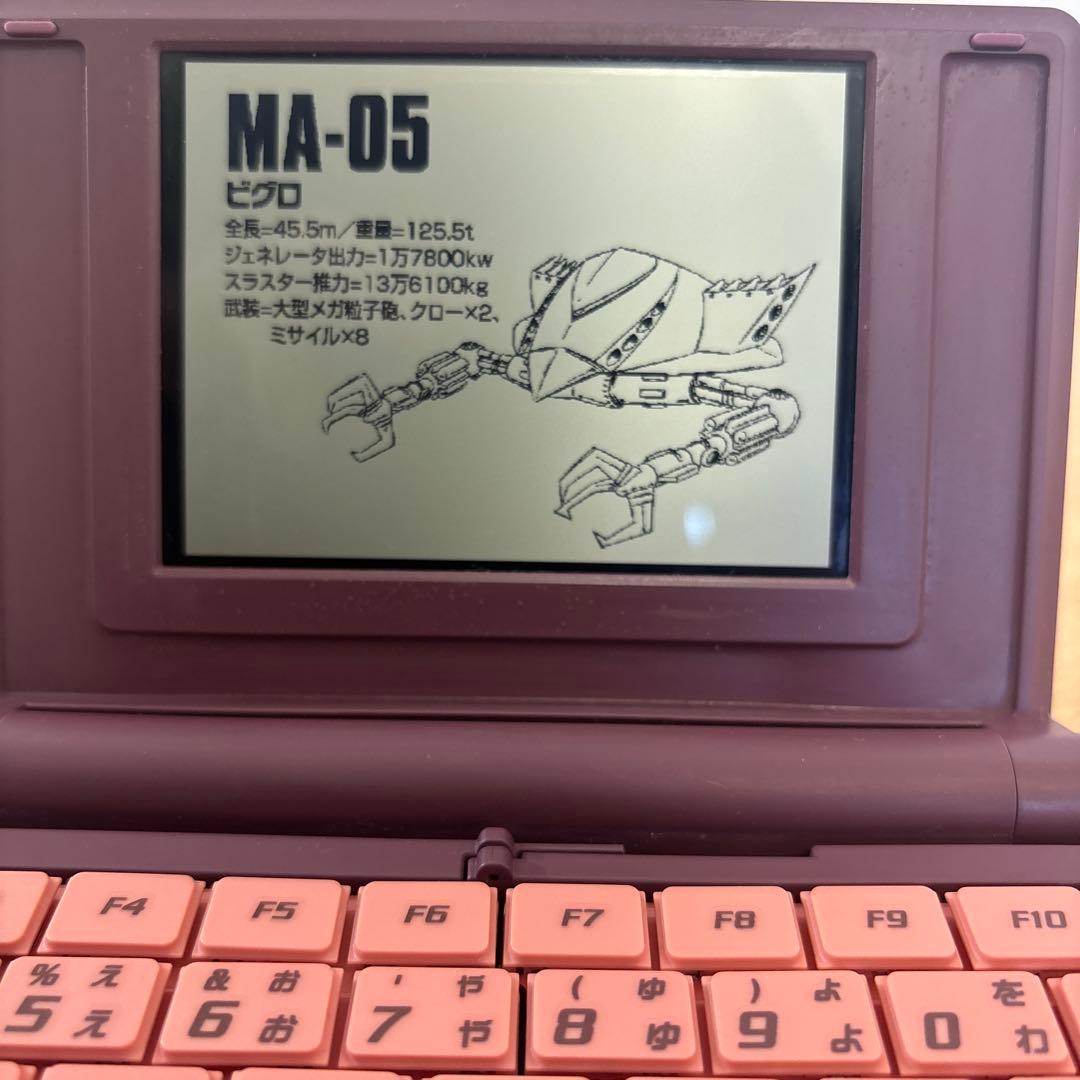 MA-05
ビグロ
全長=45.5m/重量=125.5t
ジェネレータ出力=1万7800kw
スラスター推力=13万6100kg
武装=大型メガ粒子砲、クロー×2、
ミサイル×8
F4 F5 F6 F7 F8 F9 F10
% え & お ' や ( ゆ ) よ を
5 え 6 お 7 や 8 ゆ 9 よ 0 わ